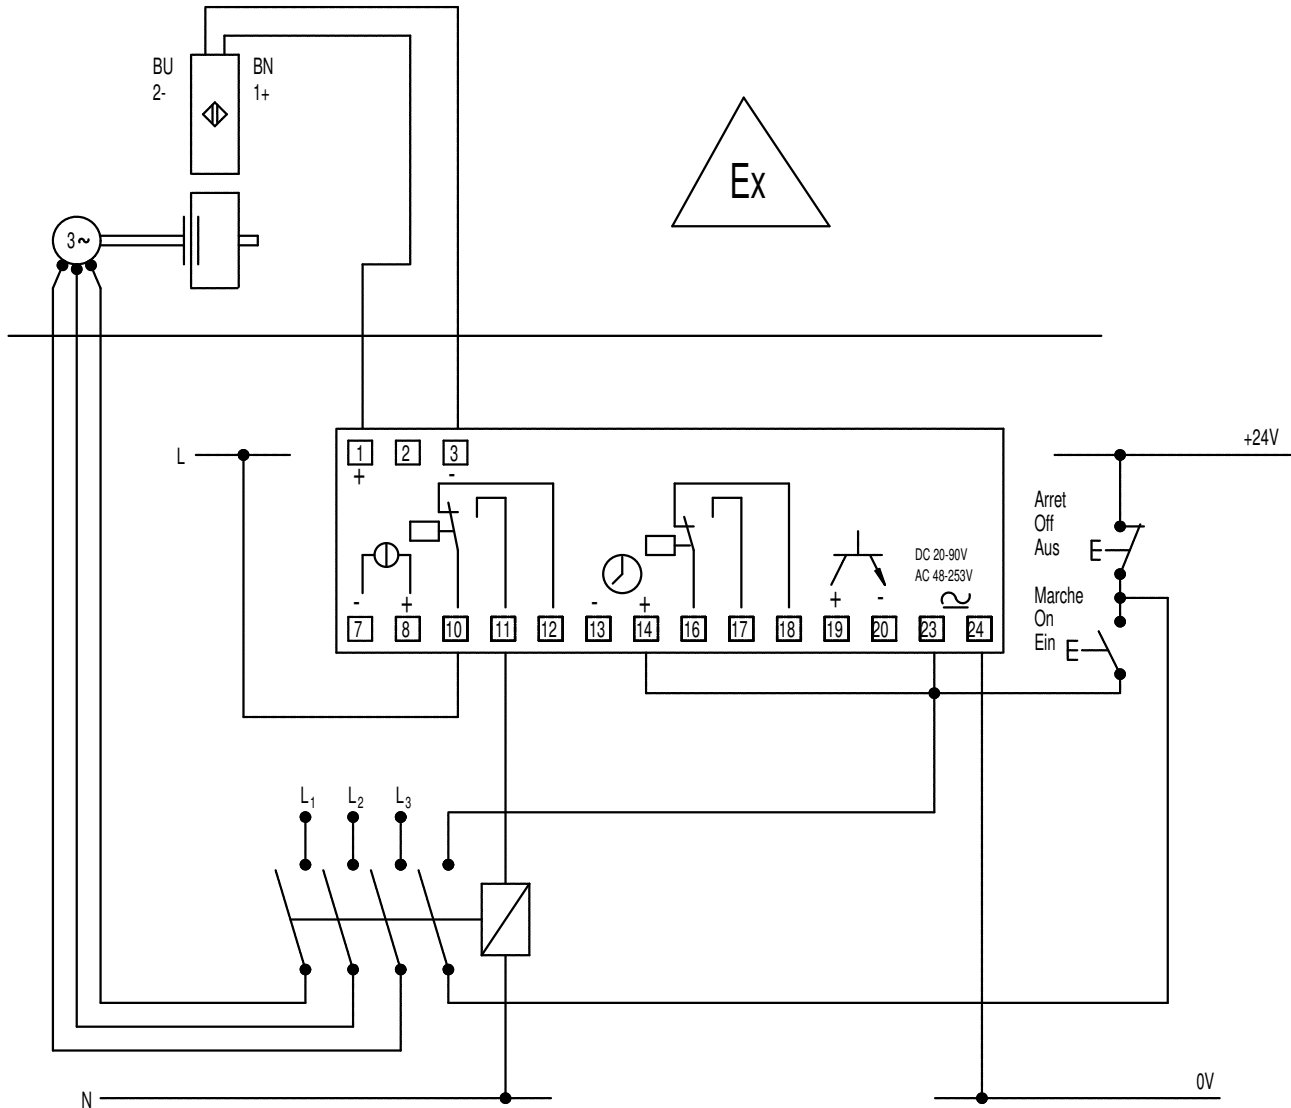 BU BN
2- 1+
Ex
3~
L
+24V
1 2 3
+ -
Arret
Off
Aus
E
DC 20-90V
AC 48-253V
- + - + + -
7 8 10 11 12 13 14 16 17 18 19 20 23 24
Marche
On
Ein
E
L1 L2 L3
N
0V